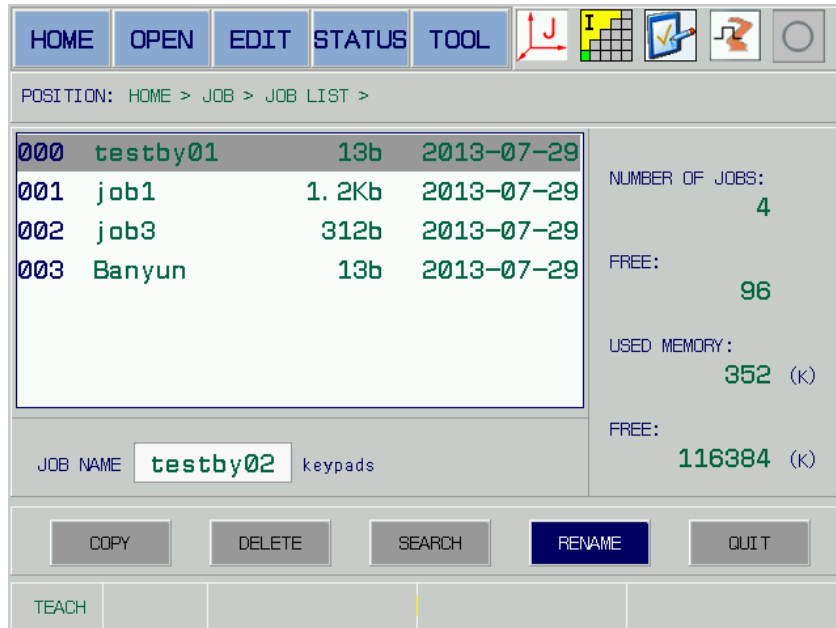 HOME OPEN EDIT STATUS TOOL J I
POSITION: HOME > JOB > JOB LIST >
000 testby01 13b 2013-07-29
001 job1 1.2Kb 2013-07-29
002 job3 312b 2013-07-29
003 Banyun 13b 2013-07-29
NUMBER OF JOBS:
4
FREE:
96
USED MEMORY:
352 (K)
FREE:
116384 (K)
JOB NAME testby02 keypads
COPY DELETE SEARCH RENAME QUIT
TEACH